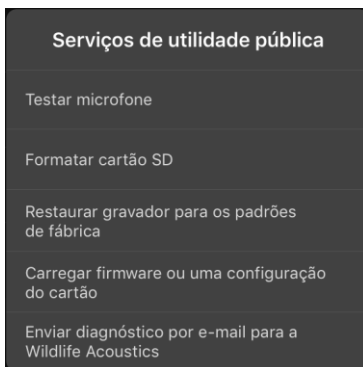 Serviços de utilidade pública
Testar microfone
Formatar cartão SD
Restaurar gravador para os padrões
de fábrica
Carregar firmware ou uma configuração
do cartão
Enviar diagnóstico por e-mail para a
Wildlife Acoustics